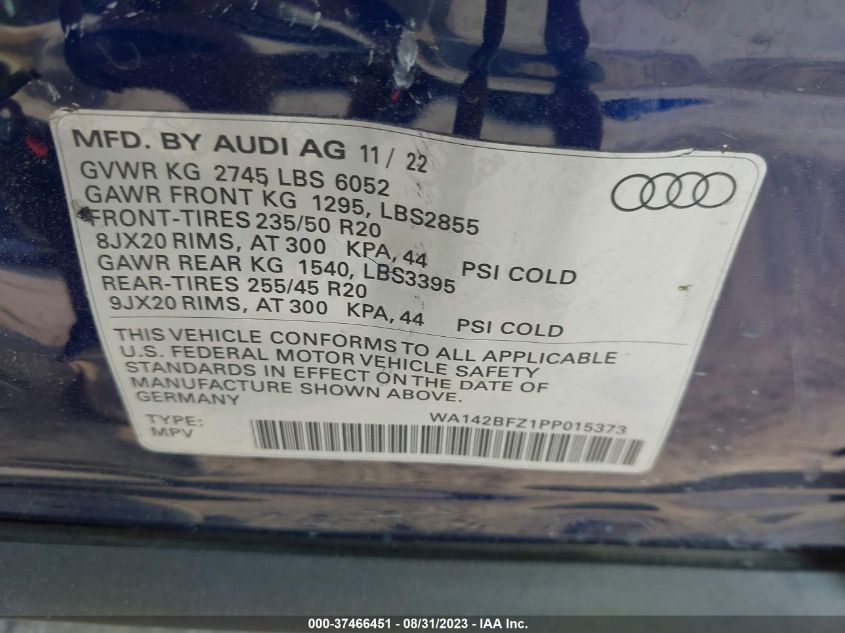 MFD. BY AUDI AG 11/22
GVWR KG 2745 LBS 6052
GAWR FRONT KG 1295, LBS2855
FRONT-TIRES 235/50 R20
8JX20 RIMS, AT 300 KPA, 44 PSI COLD
GAWR REAR KG 1540, LBS3395
REAR-TIRES 255/45 R20
9JX20 RIMS, AT 300 KPA, 44 PSI COLD
THIS VEHICLE CONFORMS TO ALL APPLICABLE
U.S. FEDERAL MOTOR VEHICLE SAFETY
STANDARDS IN EFFECT ON THE DATE OF
MANUFACTURE SHOWN ABOVE.
GERMANY
WA142BFZ1PP015373
TYPE:
MPV
000-37466451 - 08/31/2023 - IAA Inc.